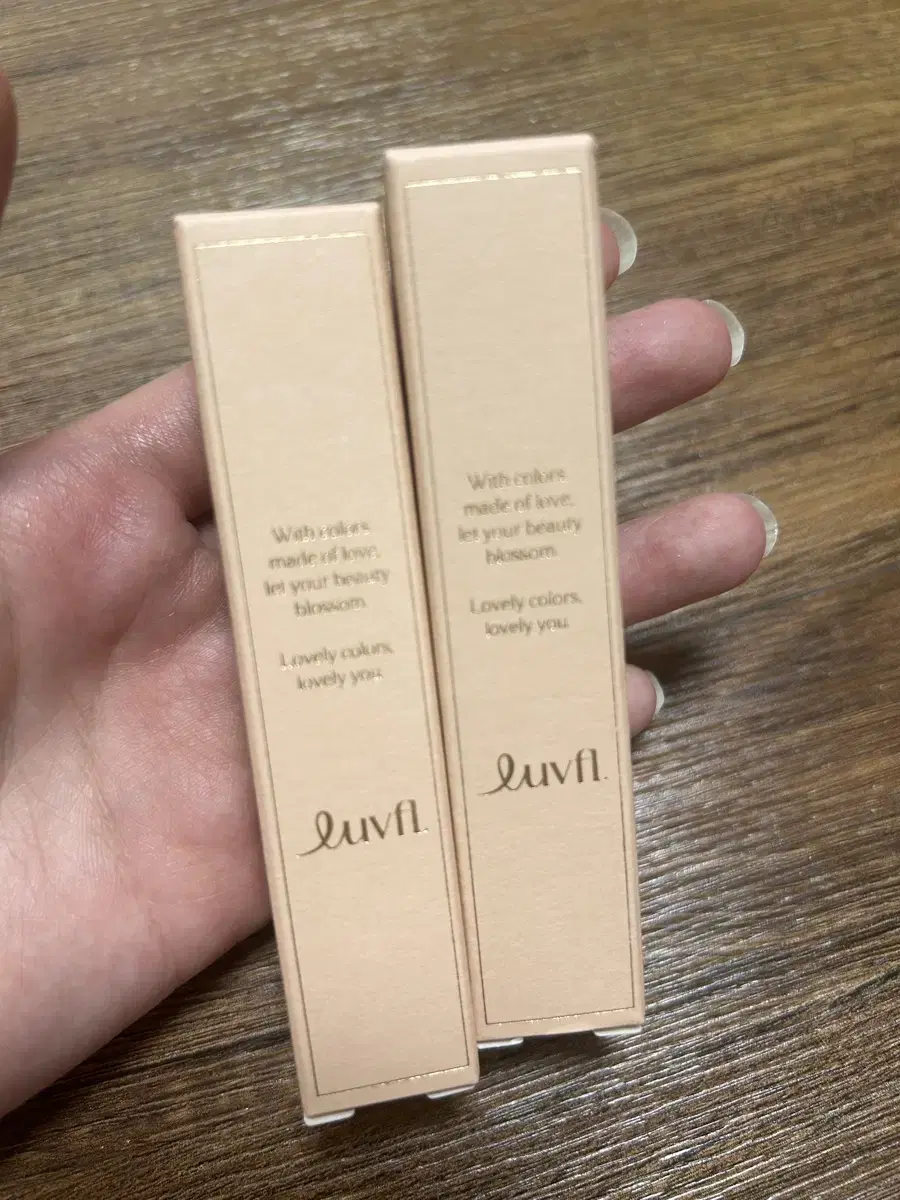 With colors
made of love,
let your beauty
blossom.
Lovely colors,
lovely you.
luvfl.
With colors
made of love,
let your beauty
blossom.
Lovely colors,
lovely you.
luvfl.